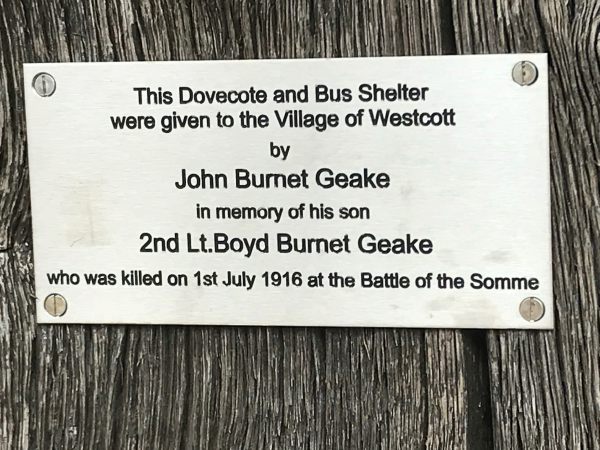 This Dovecote and Bus Shelter
were given to the Village of Westcott
by
John Burnet Geake
in memory of his son
2nd Lt.Boyd Burnet Geake
who was killed on 1st July 1916 at the Battle of the Somme